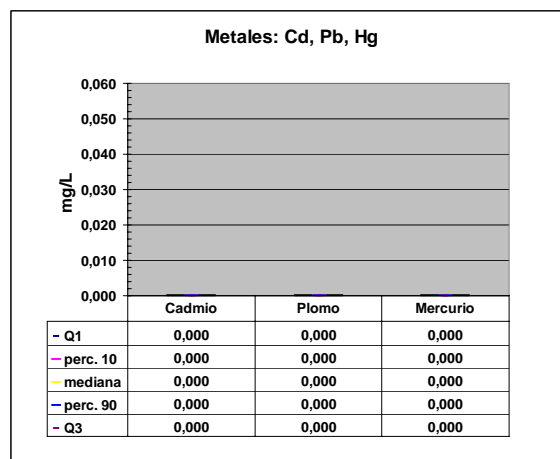 Metales: Cd, Pb, Hg
mg/L
0,060
0,050
0,040
0,030
0,020
0,010
0,000
Cadmio Plomo Mercurio
Q1 0,000 0,000 0,000
perc. 10 0,000 0,000 0,000
mediana 0,000 0,000 0,000
perc. 90 0,000 0,000 0,000
Q3 0,000 0,000 0,000